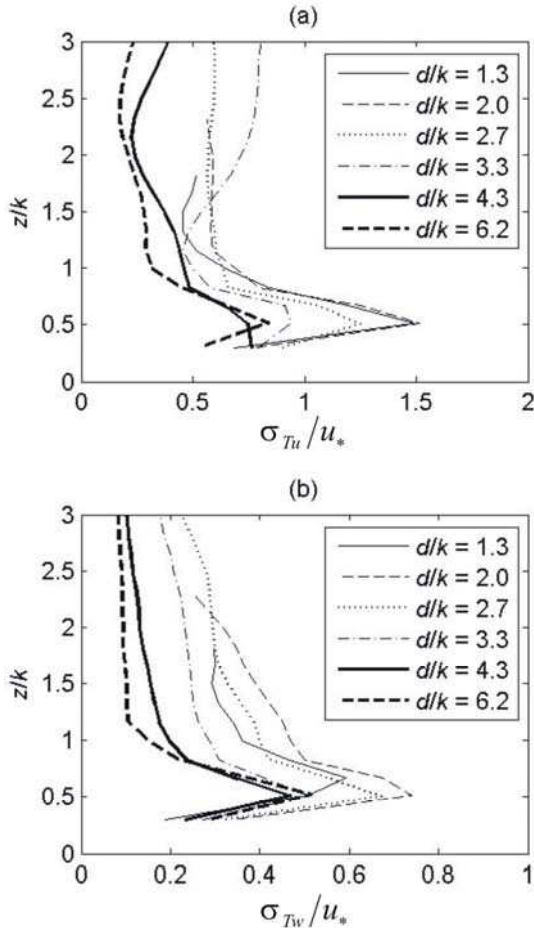 (a)
3
2.5
2
1.5
1
0.5
0
z/k
d/k = 1.3
d/k = 2.0
d/k = 2.7
d/k = 3.3
d/k = 4.3
d/k = 6.2
0 0.5 1 1.5 2
σTu/u*
(b)
3
2.5
2
1.5
1
0.5
0
z/k
d/k = 1.3
d/k = 2.0
d/k = 2.7
d/k = 3.3
d/k = 4.3
d/k = 6.2
0 0.2 0.4 0.6 0.8 1
σTw/u*